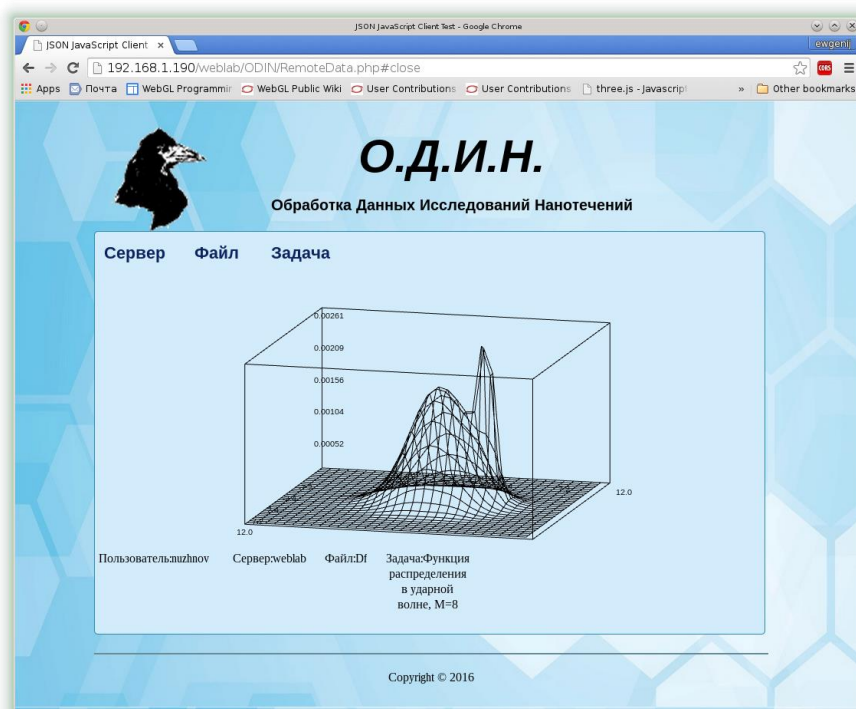 JSON JavaScript Client Test - Google Chrome
JSON JavaScript Client
ewgenij
192.168.1.190/weblab/ODIN/RemoteData.php#close
CORS
Apps Почта WebGL Programmin WebGL Public Wiki User Contributions User Contributions three.js - Javascript » Other bookmarks
О.Д.И.Н.
Обработка Данных Исследований Нанотечений
Сервер Файл Задача
0.00261
0.00209
0.00156
0.00104
0.00052
12.0
12.0
Пользователь:nuzhnov Сервер:weblab Файл:Df Задача:Функция
распределения
в ударной
волне, M=8
Copyright © 2016